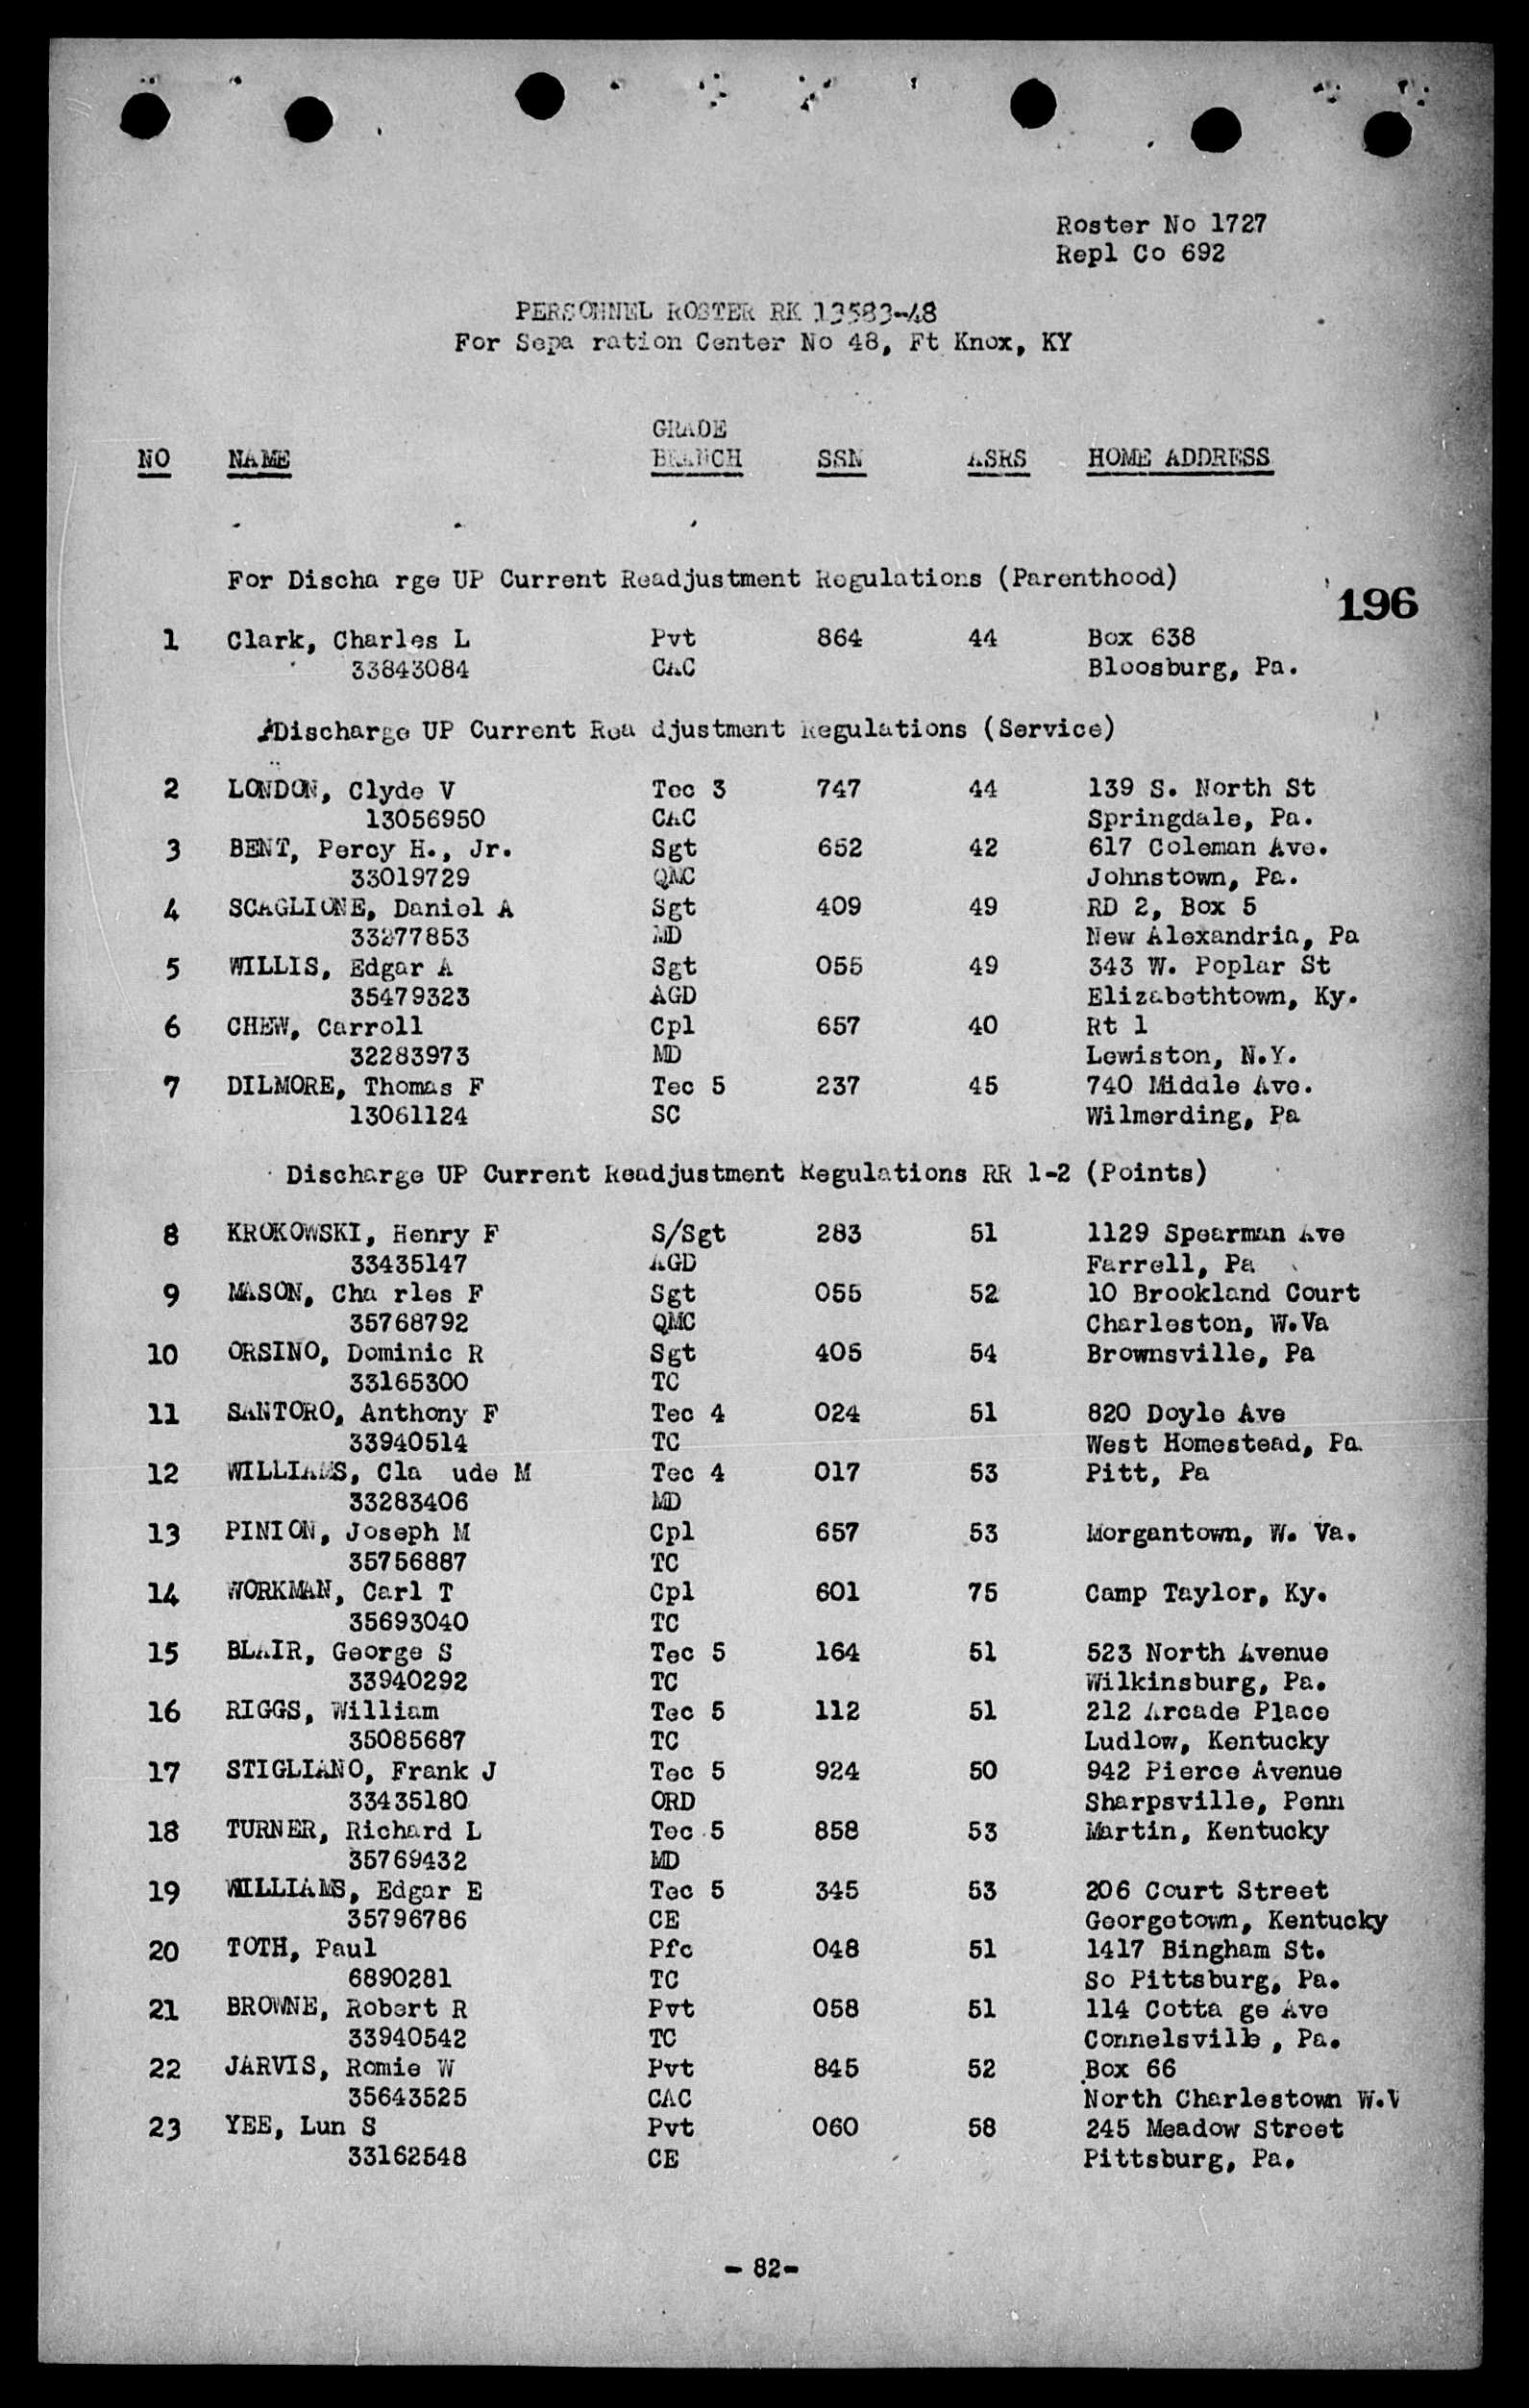 Roster No 1727
Repl Co 692
PERSONNEL ROSTER RK 13583-48
For Sepa ration Center No 48, Ft Knox, KY
GRADE
NO NAME BRANCH SSN ASRS HOME ADDRESS
For Discha rge UP Current Readjustment Regulations (Parenthood)
196
1 Clark, Charles L Pvt 864 44 Box 638
33843084 CAC Bloosburg, Pa.
Discharge UP Current Rea djustment Regulations (Service)
2 LONDON, Clyde V Tec 3 747 44 139 S. North St
13056950 CAC Springdale, Pa.
3 BENT, Percy H., Jr. Sgt 652 42 617 Coleman Ave.
33019729 QMC Johnstown, Pa.
4 SCAGLIONE, Daniel A Sgt 409 49 RD 2, Box 5
33277853 MD New Alexandria, Pa
5 WILLIS, Edgar A Sgt 055 49 343 W. Poplar St
35479323 AGD Elizabethtown, Ky.
6 CHEW, Carroll Cpl 657 40 Rt 1
32283973 MD Lewiston, N.Y.
7 DILMORE, Thomas F Tec 5 237 45 740 Middle Ave.
13061124 SC Wilmerding, Pa
Discharge UP Current Readjustment Regulations RR 1-2 (Points)
8 KROKOWSKI, Henry F S/Sgt 283 51 1129 Spearman Ave
33435147 AGD Farrell, Pa
9 MASON, Cha rles F Sgt 055 52 10 Brookland Court
35768792 QMC Charleston, W.Va
10 ORSINO, Dominic R Sgt 405 54 Brownsville, Pa
33165300 TC
11 SANTORO, Anthony F Tec 4 024 51 820 Doyle Ave
33940514 TC West Homestead, Pa.
12 WILLIAMS, Cla ude M Tec 4 017 53 Pitt, Pa
33283406 MD
13 PINION, Joseph M Cpl 657 53 Morgantown, W. Va.
35756887 TC
14 WORKMAN, Carl T Cpl 601 75 Camp Taylor, Ky.
35693040 TC
15 BLAIR, George S Tec 5 164 51 523 North Avenue
33940292 TC Wilkinsburg, Pa.
16 RIGGS, William Tec 5 112 51 212 Arcade Place
35085687 TC Ludlow, Kentucky
17 STIGLIANO, Frank J Tec 5 924 50 942 Pierce Avenue
33435180 ORD Sharpsville, Penn
18 TURNER, Richard L Tec 5 858 53 Martin, Kentucky
35769432 MD
19 WILLIAMS, Edgar E Tec 5 345 53 206 Court Street
35796786 CE Georgetown, Kentucky
20 TOTH, Paul Pfc 048 51 1417 Bingham St.
6890281 TC So Pittsburg, Pa.
21 BROWNE, Robert R Pvt 058 51 114 Cotta ge Ave
33940542 TC Connelsville , Pa.
22 JARVIS, Romie W Pvt 845 52 Box 66
35643525 CAC North Charlestown W.V
23 YEE, Lun S Pvt 060 58 245 Meadow Street
33162548 CE Pittsburg, Pa.
- 82-